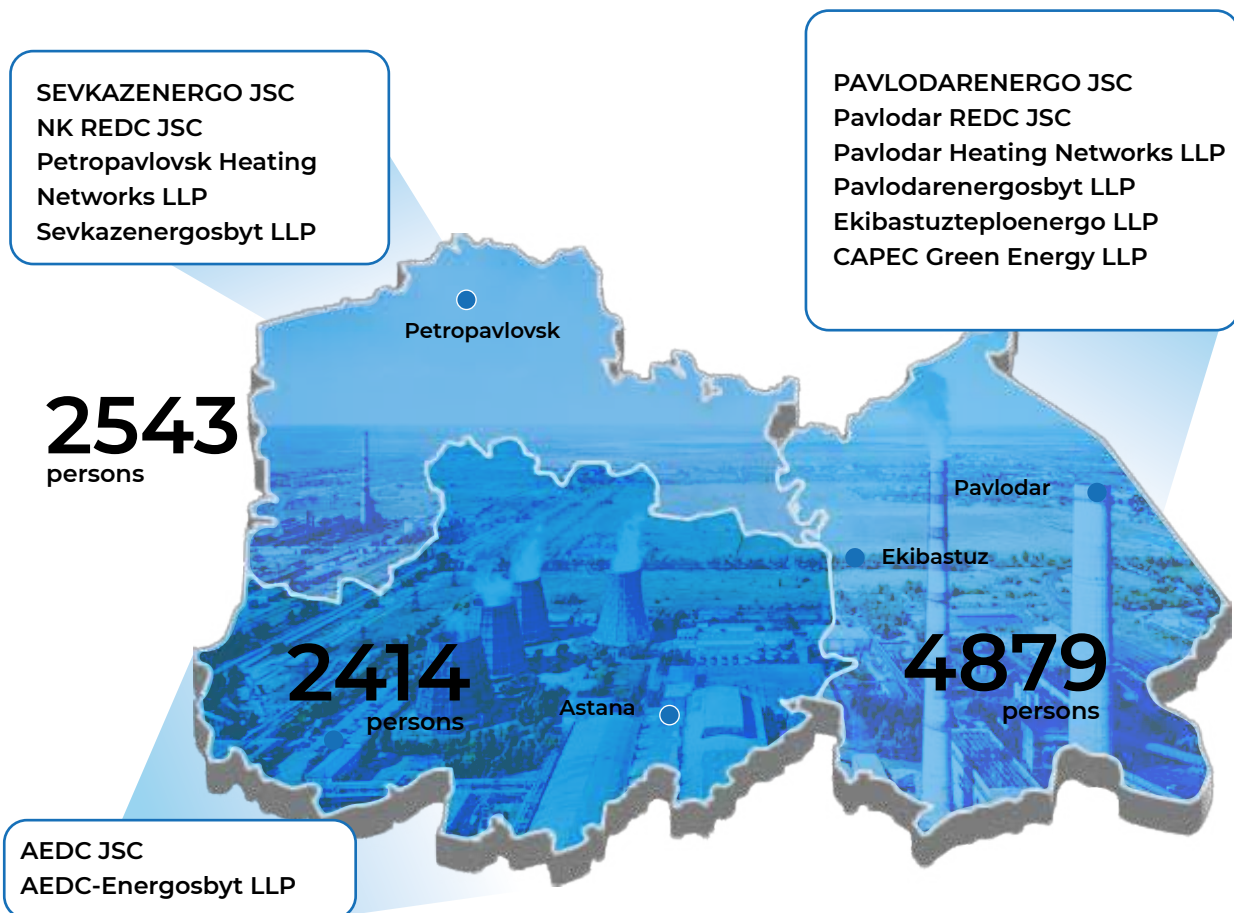 SEVKAZENERGO JSC
NK REDC JSC
Petropavlovsk Heating
Networks LLP
Sevkazenergosbyt LLP
PAVLODARENERGO JSC
Pavlodar REDC JSC
Pavlodar Heating Networks LLP
Pavlodarenergosbyt LLP
Ekibastuzteploenergo LLP
CAPEC Green Energy LLP
Petropavlovsk
2543
persons
Pavlodar
Ekibastuz
4879
persons
2414
persons
Astana
AEDC JSC
AEDC-Energosbyt LLP